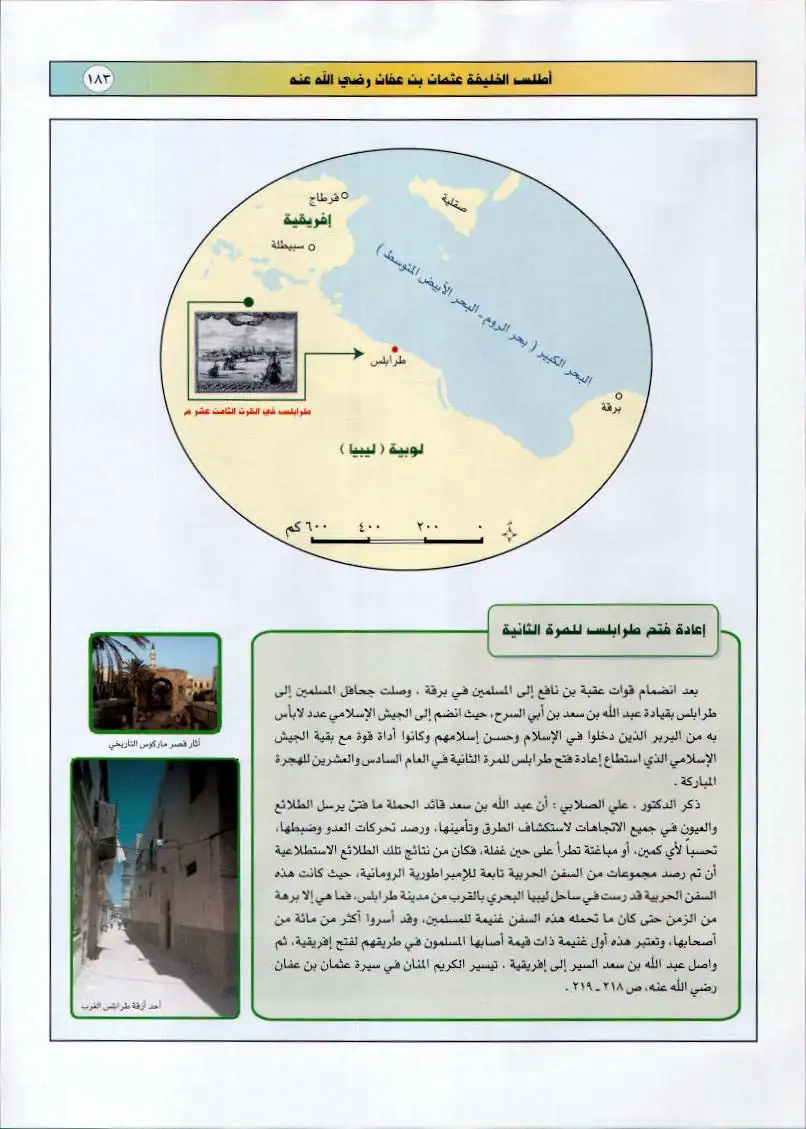 أطلس الخليفة عثمان بن عفان رضي الله عنه
١٨٣
قرطاج
إفريقية
سبيطلة
صقلية
البحر الكبير ( بحر الروم - البحر الأبيض المتوسط )
طرابلس
برقة
طرابلس في القرن الثامن عشر م
لوبية ( ليبيا )
٠ ٢٠٠ ٤٠٠ ٦٠٠ كم
إعادة فتح طرابلس للمرة الثانية
بعد انضمام قوات عقبة بن نافع إلى المسلمين في برقة ، وصلت جحافل المسلمين إلى
طرابلس بقيادة عبد الله بن سعد بن أبي السرح، حيث انضم إلى الجيش الإسلامي عدد لابأس
به من البربر الذين دخلوا في الإسلام وحسن إسلامهم وكانوا أداة قوة مع بقية الجيش
الإسلامي الذي استطاع إعادة فتح طرابلس للمرة الثانية في العام السادس والعشرين للهجرة
المباركة .
ذكر الدكتور . علي الصلابي : أن عبد الله بن سعد قائد الحملة ما فتئ يرسل الطلائع
والعيون في جميع الاتجاهات لاستكشاف الطرق وتأمينها، ورصد تحركات العدو وضبطها،
تحسباً لأي كمين، أو مباغتة تطرأ على حين غفلة، فكان من نتائج تلك الطلائع الاستطلاعية
أن تم رصد مجموعات من السفن الحربية تابعة للإمبراطورية الرومانية، حيث كانت هذه
السفن الحربية قد رست في ساحل ليبيا البحري بالقرب من مدينة طرابلس، فما هي إلا برهة
من الزمن حتى كان ما تحمله هذه السفن غنيمة للمسلمين، وقد أسروا أكثر من مائة من
أصحابها، وتعتبر هذه أول غنيمة ذات قيمة أصابها المسلمون في طريقهم لفتح إفريقية، ثم
واصل عبد الله بن سعد السير إلى إفريقية . تيسير الكريم المنان في سيرة عثمان بن عفان
رضي الله عنه، ص ٢١٨ - ٢١٩ .
آثار قصر ماركوس التاريخي
أحد أزقة طرابلس الغرب